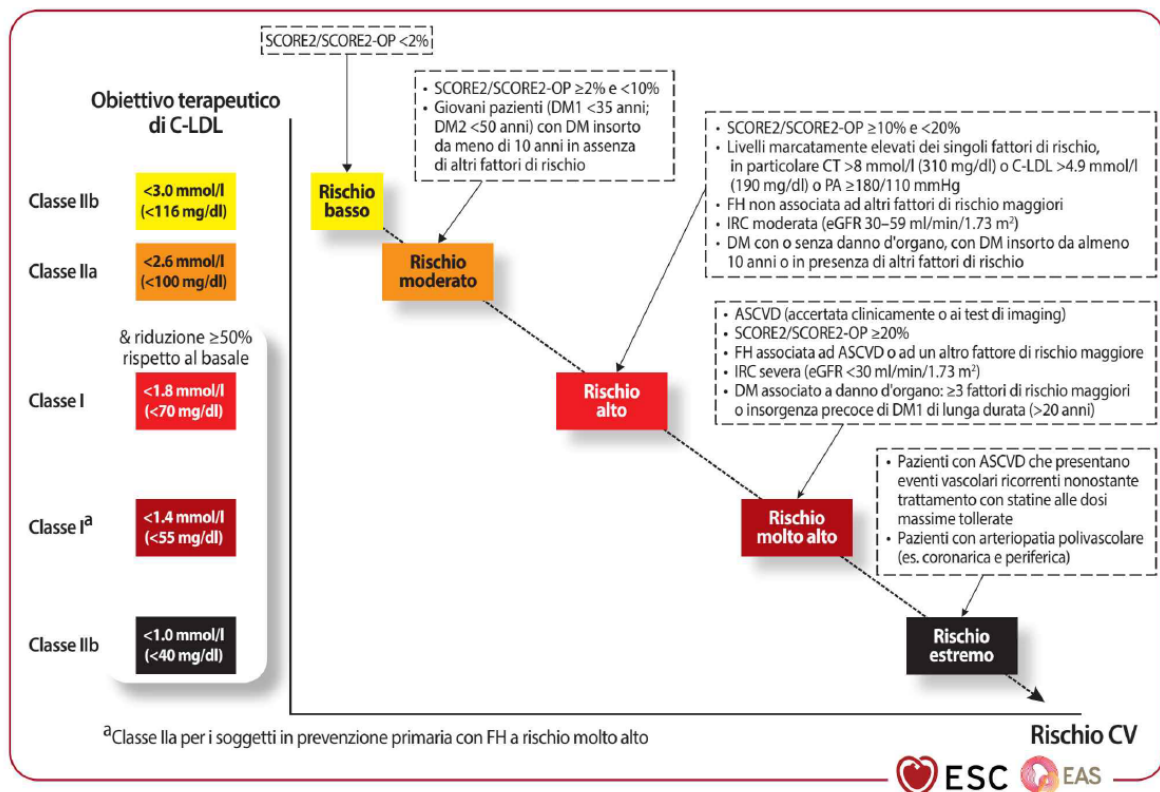 SCORE2/SCORE2-OP <2%
Obiettivo terapeutico
di C-LDL
• SCORE2/SCORE2-OP ≥2% e <10%
• Giovani pazienti (DM1 <35 anni;
DM2 <50 anni) con DM insorto
da meno di 10 anni in assenza
di altri fattori di rischio
• SCORE2/SCORE2-OP ≥10% e <20%
• Livelli marcatamente elevati dei singoli fattori di rischio,
in particolare CT >8 mmol/l (310 mg/dl) o C-LDL >4.9 mmol/l
(190 mg/dl) o PA ≥180/110 mmHg
• FH non associata ad altri fattori di rischio maggiori
• IRC moderata (eGFR 30–59 ml/min/1.73 m²)
• DM con o senza danno d'organo, con DM insorto da almeno
10 anni o in presenza di altri fattori di rischio
Classe IIb
<3.0 mmol/l
(<116 mg/dl)
Rischio
basso
Classe IIa
<2.6 mmol/l
(<100 mg/dl)
Rischio
moderato
& riduzione ≥50%
rispetto al basale
• ASCVD (accertata clinicamente o ai test di imaging)
• SCORE2/SCORE2-OP ≥20%
• FH associata ad ASCVD o ad un altro fattore di rischio maggiore
• IRC severa (eGFR <30 ml/min/1.73 m²)
• DM associato a danno d'organo: ≥3 fattori di rischio maggiori
o insorgenza precoce di DM1 di lunga durata (>20 anni)
Classe I
<1.8 mmol/l
(<70 mg/dl)
Rischio
alto
• Pazienti con ASCVD che presentano
eventi vascolari ricorrenti nonostante
trattamento con statine alle dosi
massime tollerate
• Pazienti con arteriopatia polivascolare
(es. coronarica e periferica)
Classe Iª
<1.4 mmol/l
(<55 mg/dl)
Rischio
molto alto
Classe IIb
<1.0 mmol/l
(<40 mg/dl)
Rischio
estremo
ªClasse IIa per i soggetti in prevenzione primaria con FH a rischio molto alto
Rischio CV
ESC EAS